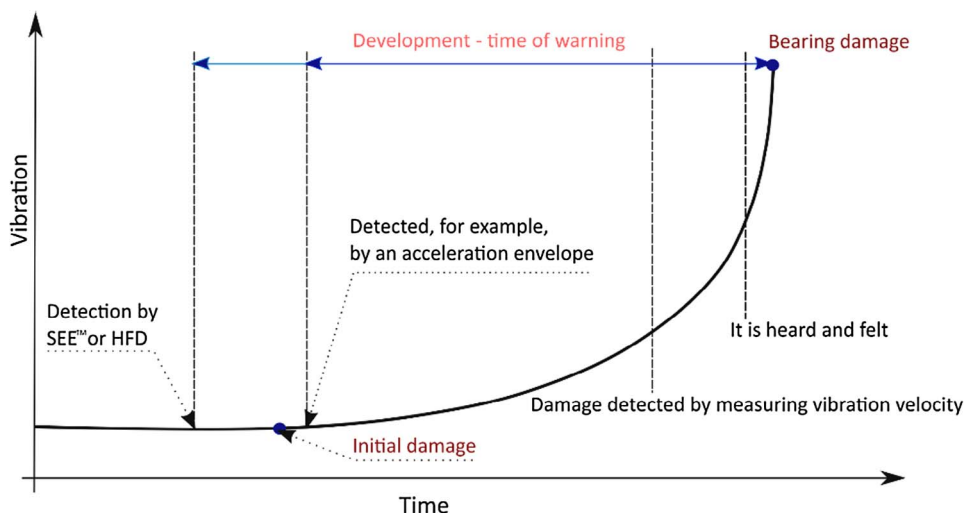 Development - time of warning
Bearing damage
Vibration
Detected, for example,
by an acceleration envelope
Detection by
SEE™or HFD
It is heard and felt
Damage detected by measuring vibration velocity
Initial damage
Time